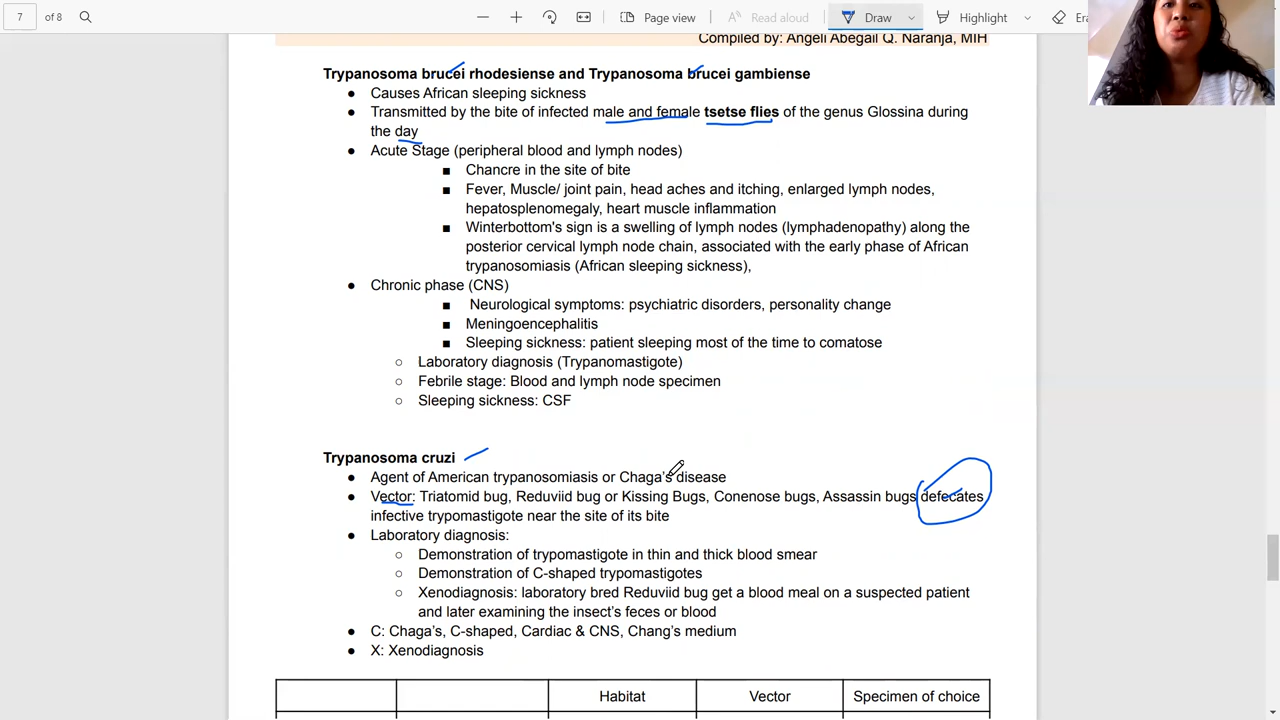 7 of 8
Page view
Read aloud
Draw
Highlight
Compiled by: Angeli Abegail Q. Naranja, MIH
Trypanosoma brucei rhodesiense and Trypanosoma brucei gambiense
● Causes African sleeping sickness
● Transmitted by the bite of infected male and female tsetse flies of the genus Glossina during
the day
● Acute Stage (peripheral blood and lymph nodes)
■ Chancre in the site of bite
■ Fever, Muscle/ joint pain, head aches and itching, enlarged lymph nodes,
hepatosplenomegaly, heart muscle inflammation
■ Winterbottom's sign is a swelling of lymph nodes (lymphadenopathy) along the
posterior cervical lymph node chain, associated with the early phase of African
trypanosomiasis (African sleeping sickness),
● Chronic phase (CNS)
■ Neurological symptoms: psychiatric disorders, personality change
■ Meningoencephalitis
■ Sleeping sickness: patient sleeping most of the time to comatose
○ Laboratory diagnosis (Trypanomastigote)
○ Febrile stage: Blood and lymph node specimen
○ Sleeping sickness: CSF
Trypanosoma cruzi
● Agent of American trypanosomiasis or Chaga's disease
● Vector: Triatomid bug, Reduviid bug or Kissing Bugs, Conenose bugs, Assassin bugs defecates
infective trypomastigote near the site of its bite
● Laboratory diagnosis:
○ Demonstration of trypomastigote in thin and thick blood smear
○ Demonstration of C-shaped trypomastigotes
○ Xenodiagnosis: laboratory bred Reduviid bug get a blood meal on a suspected patient
and later examining the insect's feces or blood
● C: Chaga's, C-shaped, Cardiac & CNS, Chang's medium
● X: Xenodiagnosis
Habitat Vector Specimen of choice